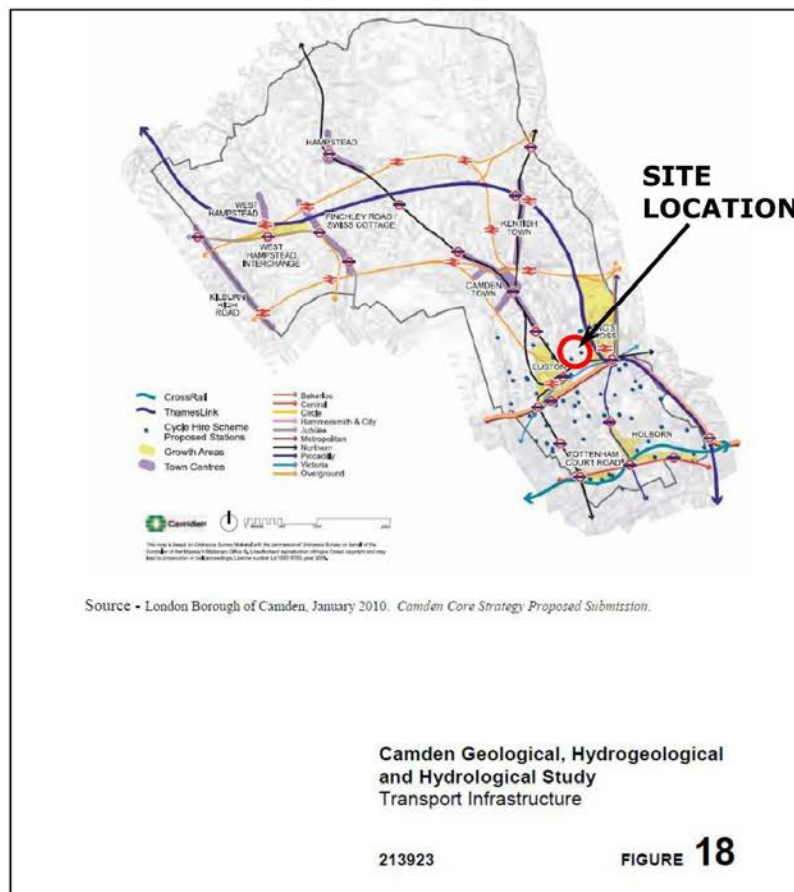 HAMPSTEAD
SITE
LOCATION
WEST
HAMPSTEAD
FINCHLEY ROAD /
SWISS COTTAGE
KENTISH
TOWN
WEST
HAMPSTEAD
INTERCHANGE
KILBURN
HIGH
ROAD
CAMDEN
TOWN
EUSTON
HOLBORN
TOTTENHAM
COURT ROAD
CrossRail
ThamesLink
Cycle Hire Scheme
Proposed Stations
Growth Areas
Town Centres
Bakerloo
Central
Circle
Hammersmith & City
Jubilee
Metropolitan
Northern
Piccadilly
Victoria
Overground
Camden
Source - London Borough of Camden, January 2010. Camden Core Strategy Proposed Submission.
Camden Geological, Hydrogeological
and Hydrological Study
Transport Infrastructure
213923
FIGURE 18